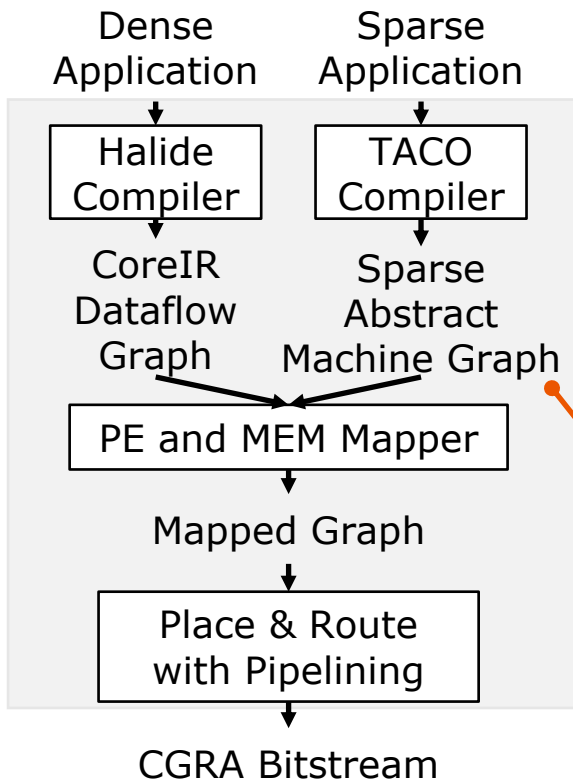 Dense
Application
Sparse
Application
Halide
Compiler
TACO
Compiler
CoreIR
Dataflow
Graph
Sparse
Abstract
Machine Graph
PE and MEM Mapper
Mapped Graph
Place & Route
with Pipelining
CGRA Bitstream